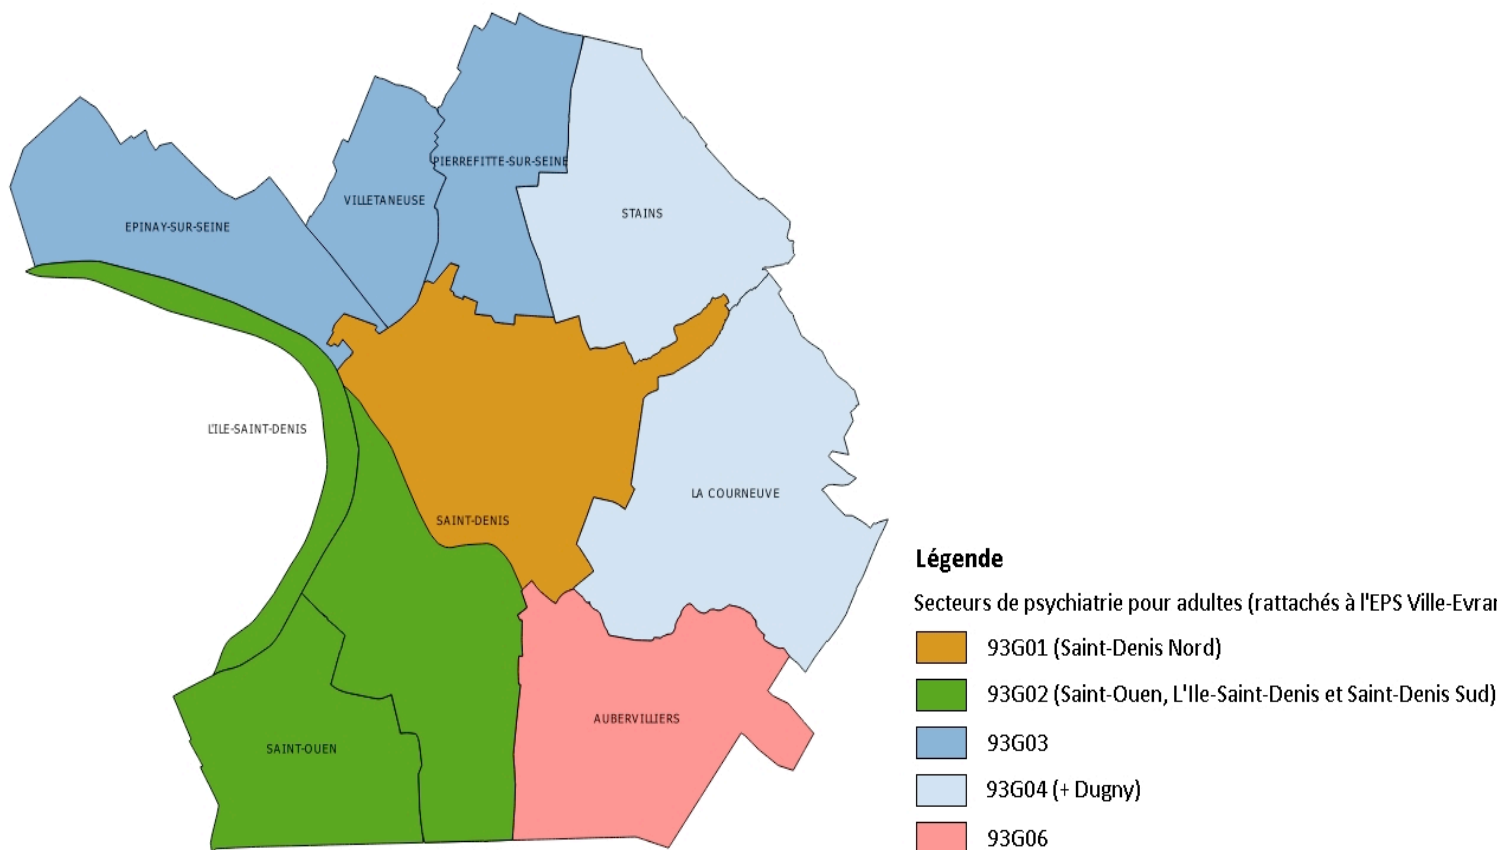 PIERREFITTE-SUR-SEINE
VILLETANEUSE
STAINS
EPINAY-SUR-SEINE
L'ILE-SAINT-DENIS
LA COURNEUVE
SAINT-DENIS
AUBERVILLIERS
SAINT-OUEN
Légende
Secteurs de psychiatrie pour adultes (rattachés à l'EPS Ville-Evrar
93G01 (Saint-Denis Nord)
93G02 (Saint-Ouen, L'Ile-Saint-Denis et Saint-Denis Sud)
93G03
93G04 (+ Dugny)
93G06